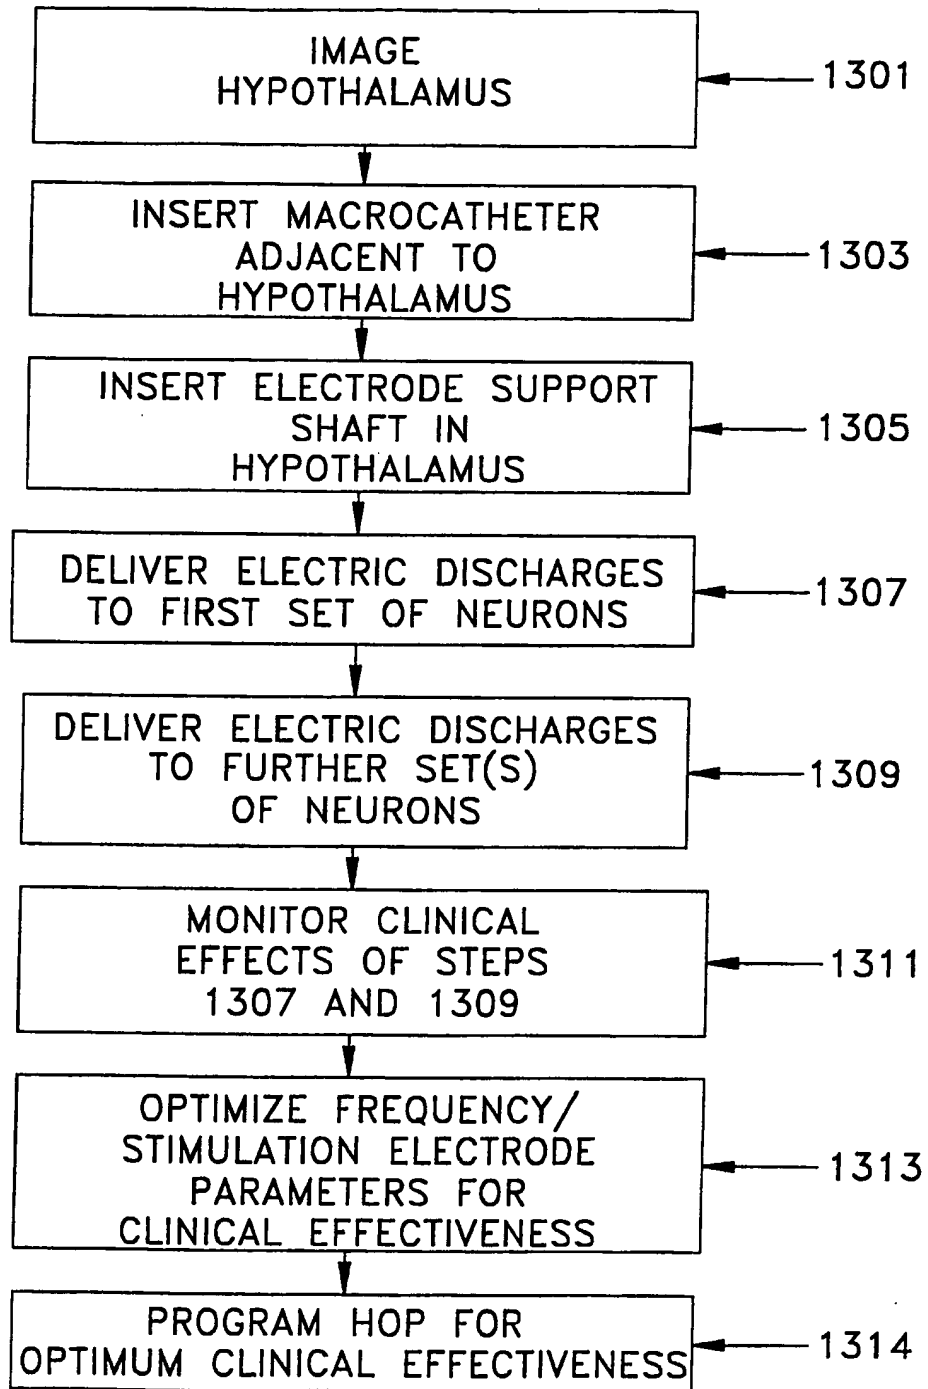 IMAGE
HYPOTHALAMUS
1301
INSERT MACROCATHETER
ADJACENT TO
HYPOTHALAMUS
1303
INSERT ELECTRODE SUPPORT
SHAFT IN
HYPOTHALAMUS
1305
DELIVER ELECTRIC DISCHARGES
TO FIRST SET OF NEURONS
1307
DELIVER ELECTRIC DISCHARGES
TO FURTHER SET(S)
OF NEURONS
1309
MONITOR CLINICAL
EFFECTS OF STEPS
1307 AND 1309
1311
OPTIMIZE FREQUENCY/
STIMULATION ELECTRODE
PARAMETERS FOR
CLINICAL EFFECTIVENESS
1313
PROGRAM HOP FOR
OPTIMUM CLINICAL EFFECTIVENESS
1314